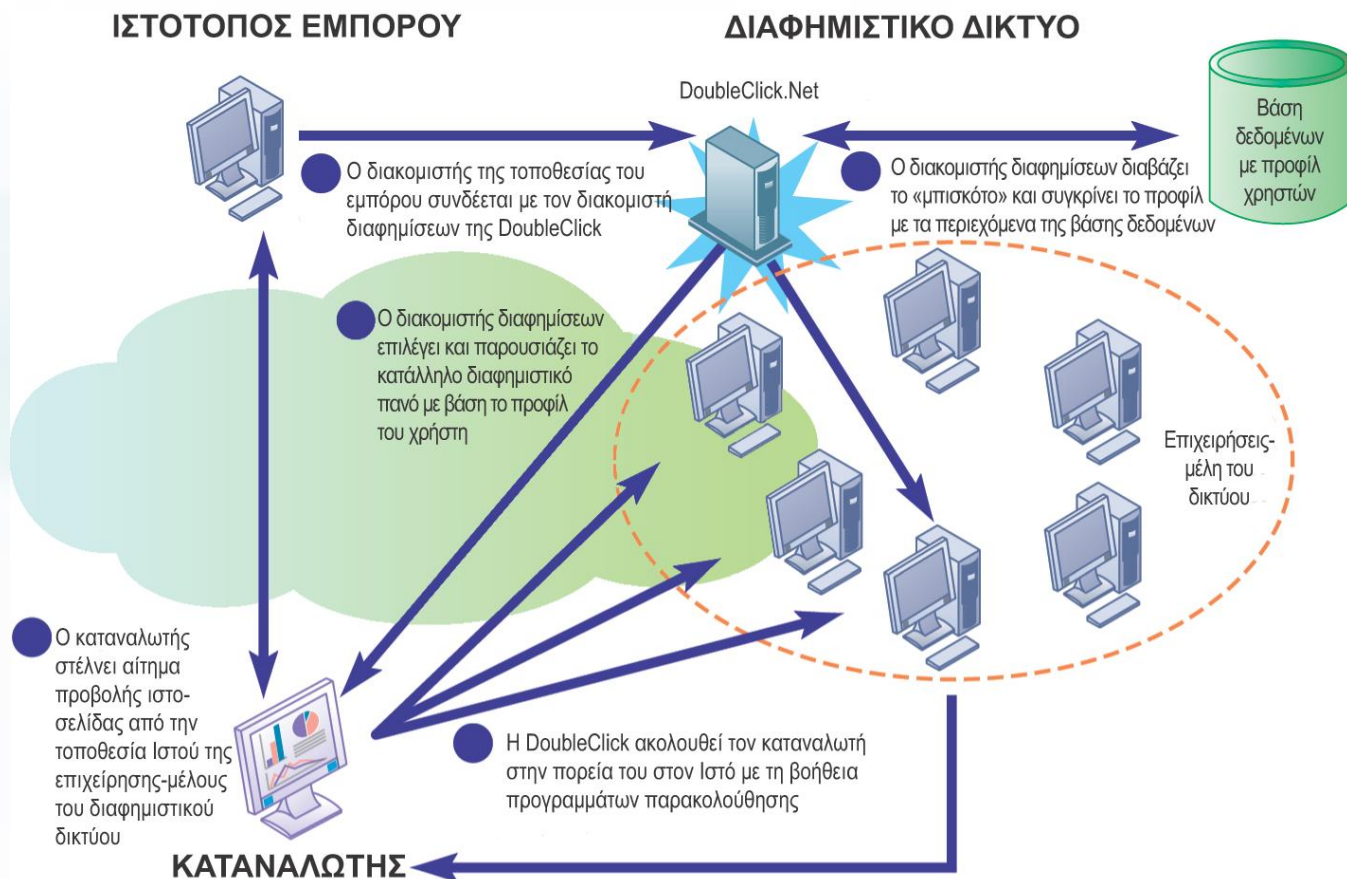 ΙΣΤΟΤΟΠΟΣ ΕΜΠΟΡΟΥ
ΔΙΑΦΗΜΙΣΤΙΚΟ ΔΙΚΤΥΟ
DoubleClick.Net
Βάση
δεδομένων
με προφίλ
χρηστών
Ο διακομιστής της τοποθεσίας του
εμπόρου συνδέεται με τον διακομιστή
διαφημίσεων της DoubleClick
Ο διακομιστής διαφημίσεων διαβάζει
το «μπισκότο» και συγκρίνει το προφίλ
με τα περιεχόμενα της βάσης δεδομένων
Ο διακομιστής διαφημίσεων
επιλέγει και παρουσιάζει το
κατάλληλο διαφημιστικό
πανό με βάση το προφίλ
του χρήστη
Επιχειρήσεις-
μέλη του
δικτύου
Ο καταναλωτής
στέλνει αίτημα
προβολής ιστο-
σελίδας από την
τοποθεσία Ιστού της
επιχείρησης-μέλους
του διαφημιστικού
δικτύου
Η DoubleClick ακολουθεί τον καταναλωτή
στην πορεία του στον Ιστό με τη βοήθεια
προγραμμάτων παρακολούθησης
ΚΑΤΑΝΑΛΩΤΗΣ